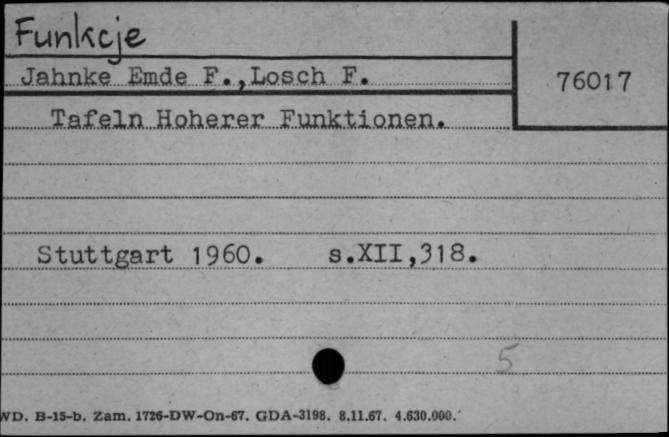 Funkcje
Jahnke Emde F.,Losch F.
76017
Tafeln Hoherer Funktionen.
Stuttgart 1960. s.XII,318.
5
WD. B-15-b. Zam. 1726-DW-On-67. GDA-3198. 8.11.67. 4.630.000.